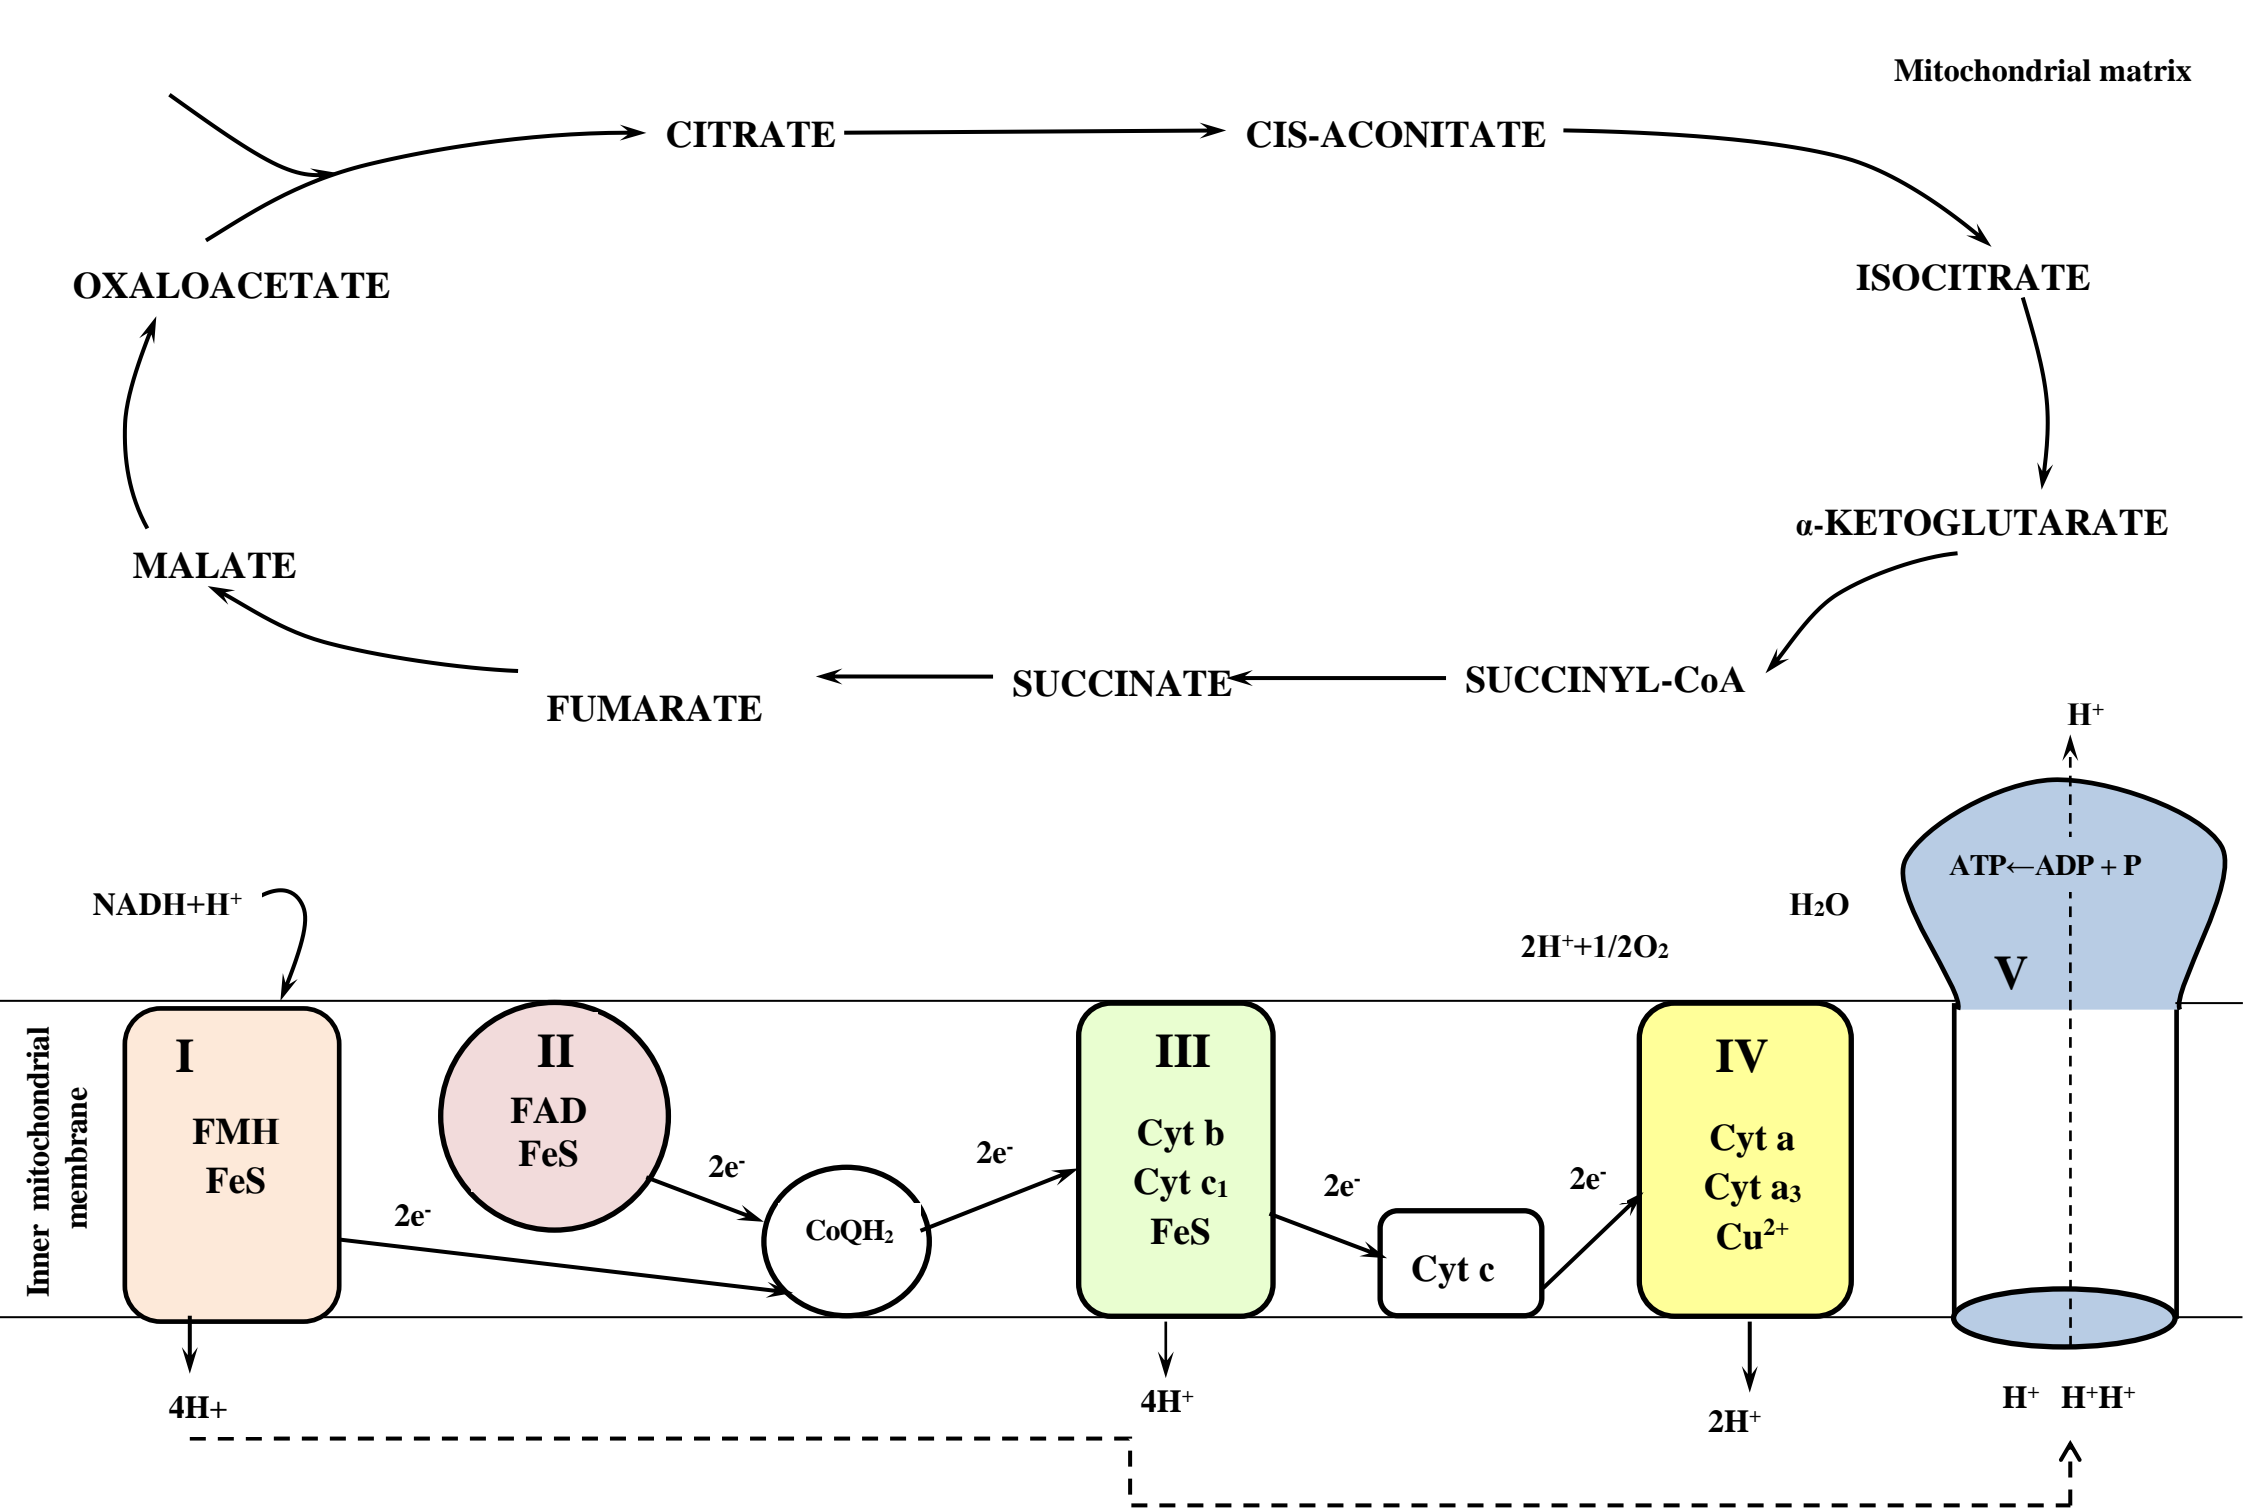 Mitochondrial matrix
CITRATE
CIS-ACONITATE
OXALOACETATE
ISOCITRATE
α-KETOGLUTARATE
MALATE
SUCCINYL-CoA
SUCCINATE
FUMARATE
H⁺
ATP←ADP + P
NADH+H⁺
H₂O
2H⁺+1/2O₂
V
Inner mitochondrial
membrane
I
FMH
FeS
2e⁻
II
FAD
FeS
2e⁻
CoQH₂
2e⁻
III
Cyt b
Cyt c₁
FeS
2e⁻
Cyt c
2e⁻
IV
Cyt a
Cyt a₃
Cu²⁺
4H+
4H⁺
2H⁺
H⁺ H⁺H⁺